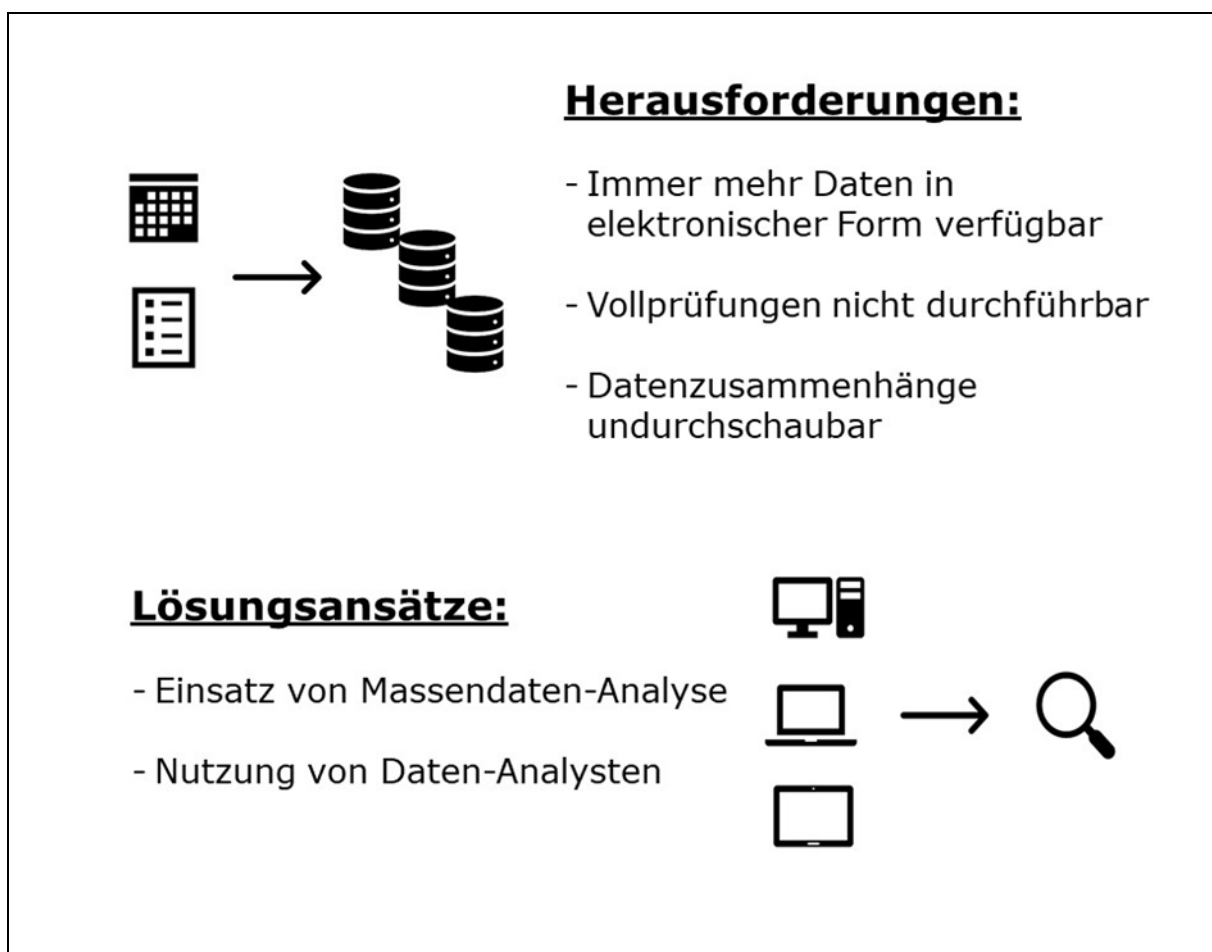 Herausforderungen:
- Immer mehr Daten in
elektronischer Form verfügbar
- Vollprüfungen nicht durchführbar
- Datenzusammenhänge
undurchschaubar
Lösungsansätze:
- Einsatz von Massendaten-Analyse
- Nutzung von Daten-Analysten